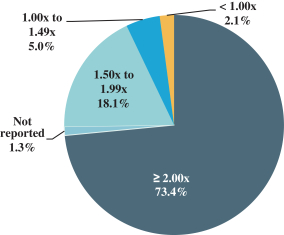 < 1.00x
2.1%
1.00x to
1.49x
5.0%
1.50x to
1.99x
18.1%
Not
reported
1.3%
≥ 2.00x
73.4%